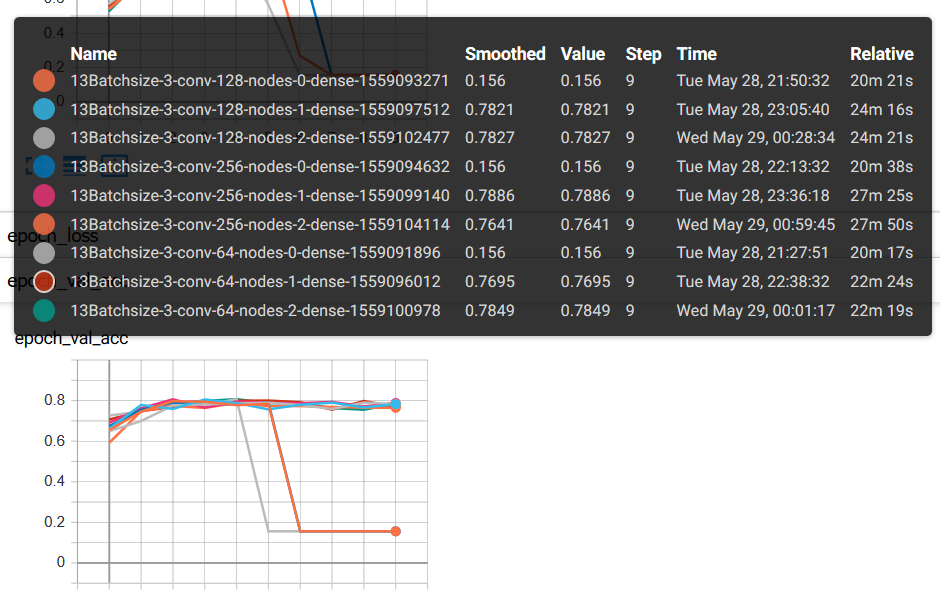 0.6
0.4
0.2
0
Name Smoothed Value Step Time Relative
13Batchsize-3-conv-128-nodes-0-dense-1559093271 0.156 0.156 9 Tue May 28, 21:50:32 20m 21s
13Batchsize-3-conv-128-nodes-1-dense-1559097512 0.7821 0.7821 9 Tue May 28, 23:05:40 24m 16s
13Batchsize-3-conv-128-nodes-2-dense-1559102477 0.7827 0.7827 9 Wed May 29, 00:28:34 24m 21s
13Batchsize-3-conv-256-nodes-0-dense-1559094632 0.156 0.156 9 Tue May 28, 22:13:32 20m 38s
13Batchsize-3-conv-256-nodes-1-dense-1559099140 0.7886 0.7886 9 Tue May 28, 23:36:18 27m 25s
13Batchsize-3-conv-256-nodes-2-dense-1559104114 0.7641 0.7641 9 Wed May 29, 00:59:45 27m 50s
epoch_loss
13Batchsize-3-conv-64-nodes-0-dense-1559091896 0.156 0.156 9 Tue May 28, 21:27:51 20m 17s
13Batchsize-3-conv-64-nodes-1-dense-1559096012 0.7695 0.7695 9 Tue May 28, 22:38:32 22m 24s
13Batchsize-3-conv-64-nodes-2-dense-1559100978 0.7849 0.7849 9 Wed May 29, 00:01:17 22m 19s
epoch_val_acc
0.8
0.6
0.4
0.2
0